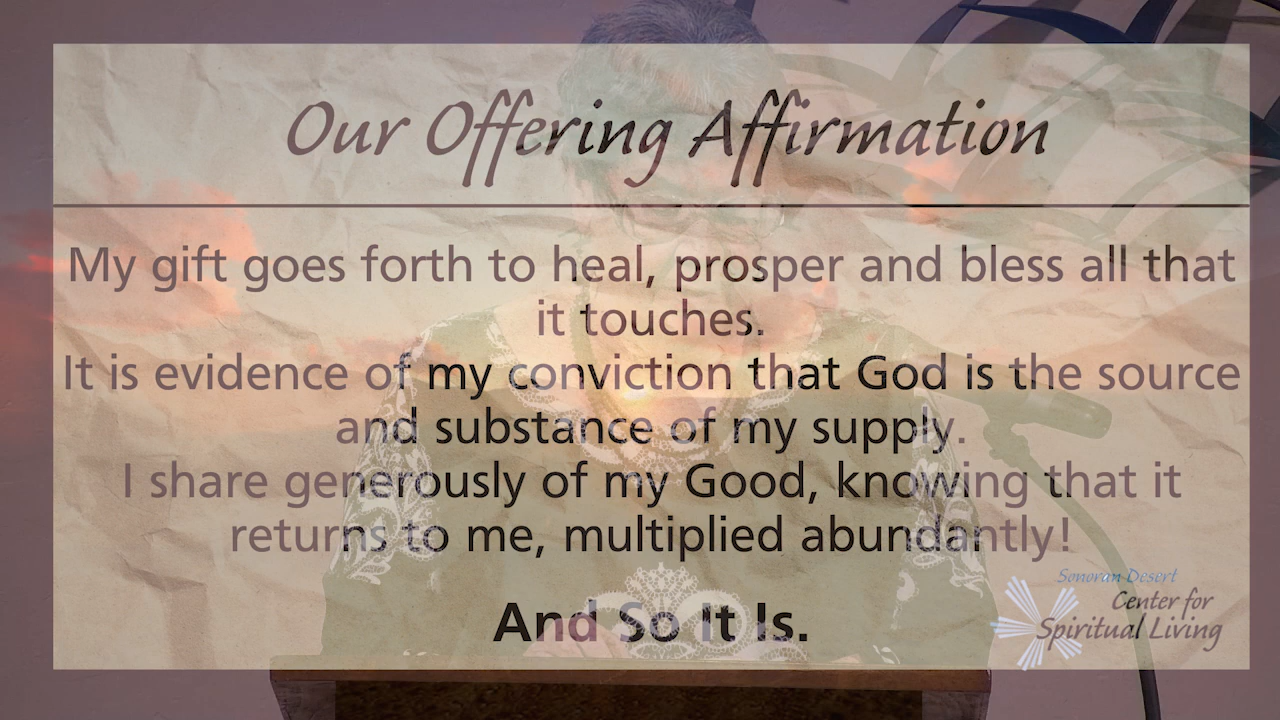 Our Offering Affirmation
My gift goes forth to heal, prosper and bless all that
it touches.
It is evidence of my conviction that God is the source
and substance of my supply.
I share generously of my Good, knowing that it
returns to me, multiplied abundantly!
And So It Is.
Sonoran Desert
Center for
Spiritual Living